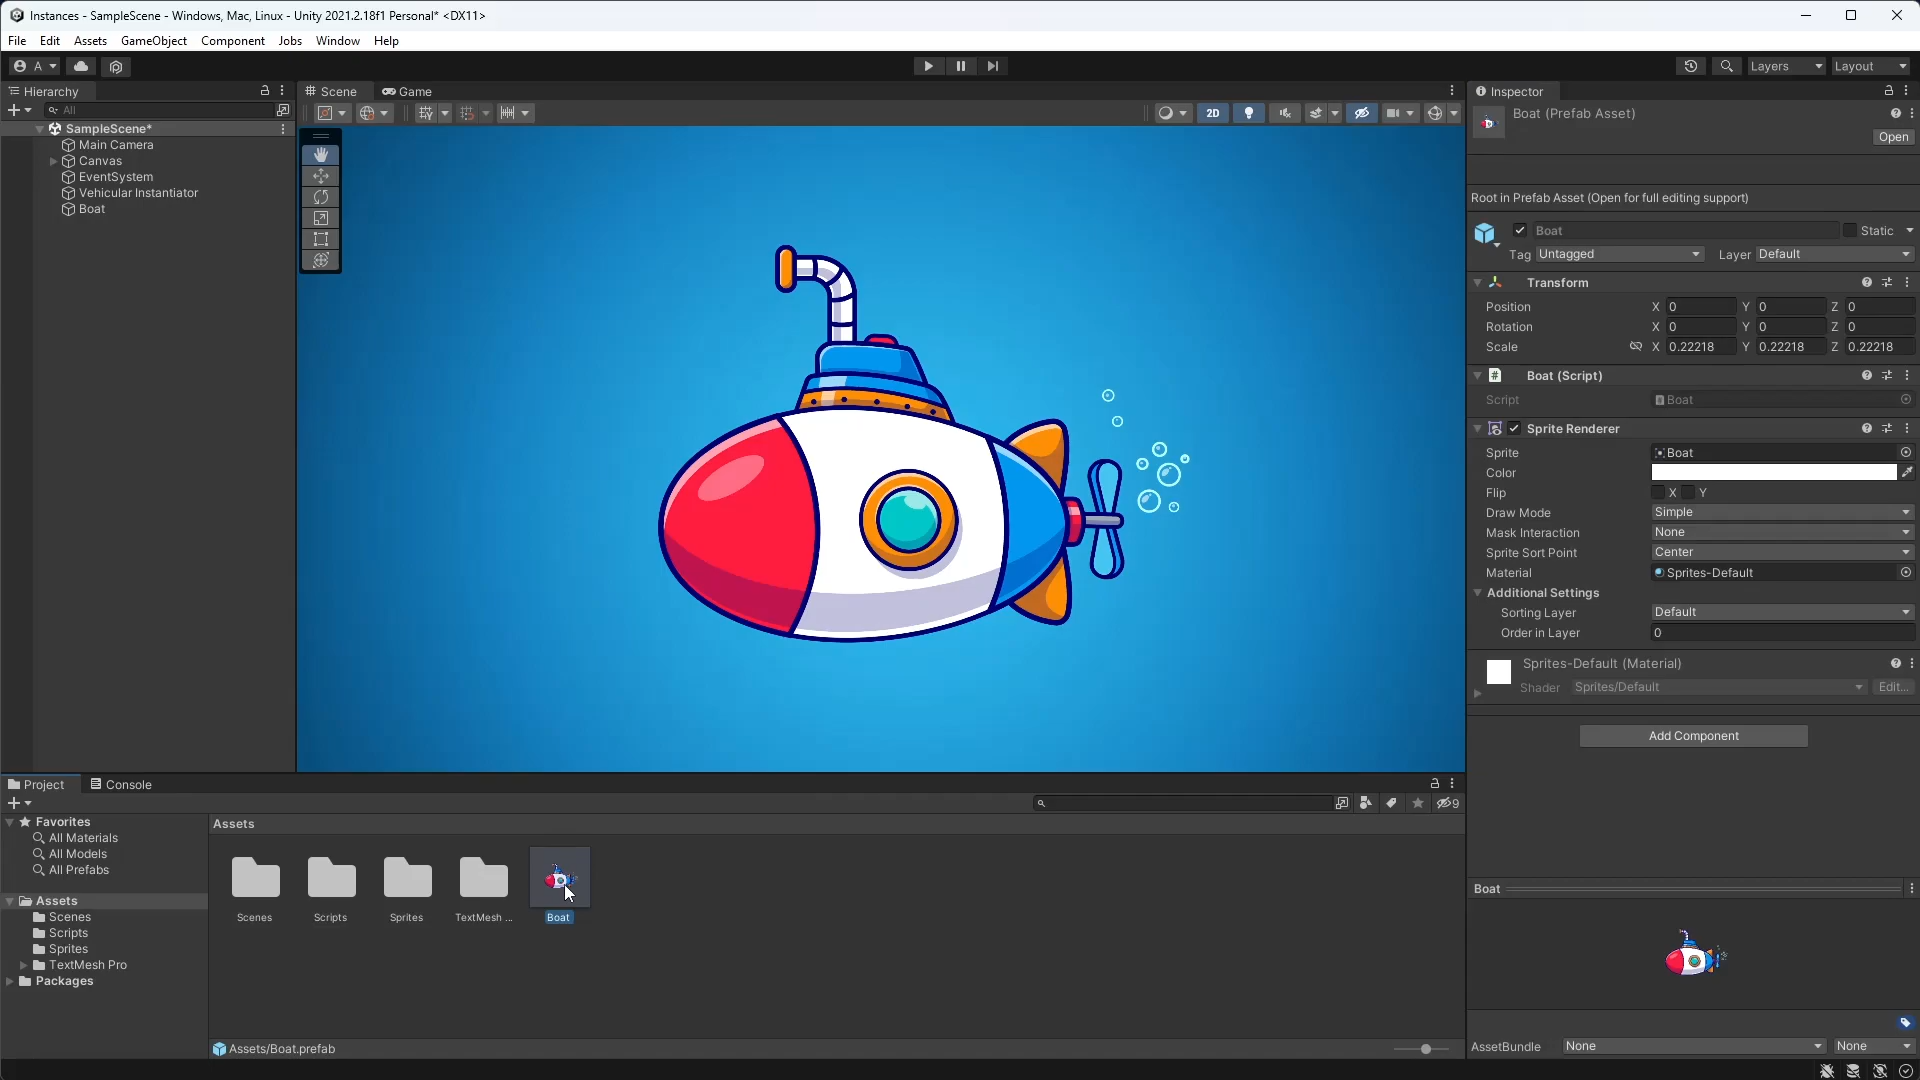 Instances - SampleScene - Windows, Mac, Linux - Unity 2021.2.18f1 Personal* <DX11>
File Edit Assets GameObject Component Jobs Window Help
A
Layers
Layout
Hierarchy
All
SampleScene*
Main Camera
Canvas
EventSystem
Vehicular Instantiator
Boat
Scene
Game
2D
Inspector
Boat (Prefab Asset)
Open
Root in Prefab Asset (Open for full editing support)
Boat
Static
Tag Untagged
Layer Default
Transform
Position X 0 Y 0 Z 0
Rotation X 0 Y 0 Z 0
Scale X 0.22218 Y 0.22218 Z 0.22218
Boat (Script)
Script Boat
Sprite Renderer
Sprite Boat
Color
Flip X Y
Draw Mode Simple
Mask Interaction None
Sprite Sort Point Center
Material Sprites-Default
Additional Settings
Sorting Layer Default
Order in Layer 0
Sprites-Default (Material)
Shader Sprites/Default Edit...
Add Component
Boat
AssetBundle None None
Project
Console
9
Favorites
All Materials
All Models
All Prefabs
Assets
Scenes
Scripts
Sprites
TextMesh Pro
Packages
Assets
Scenes
Scripts
Sprites
TextMesh ...
Boat
Assets/Boat.prefab